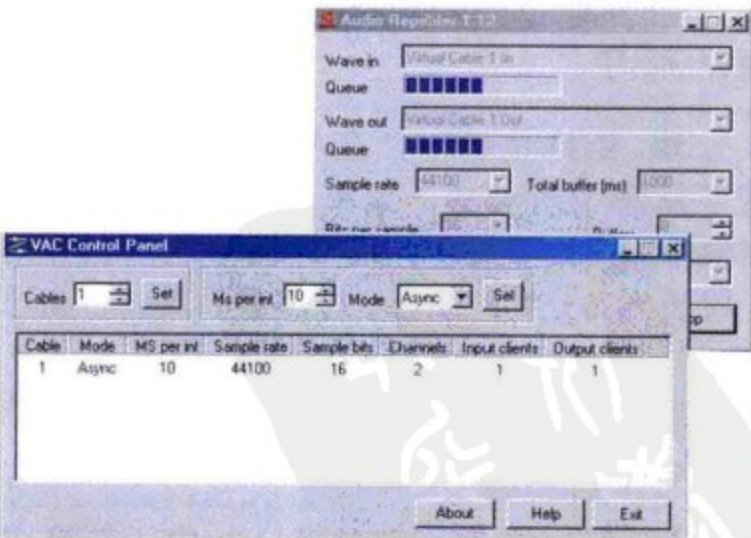 Audio Repeater 1.12
Wave in Virtual Cable 1 In
Queue
Wave out Virtual Cable 1 Out
Queue
Sample rate 44100 Total buffer (ms) 1000
Bits per sample 16
VAC Control Panel
Cables 1 Set Ms per int 10 Mode Async Set
Cable Mode MS per int Sample rate Sample bits Channels Input clients Output clients
1 Async 10 44100 16 2 1 1
About Help Exit